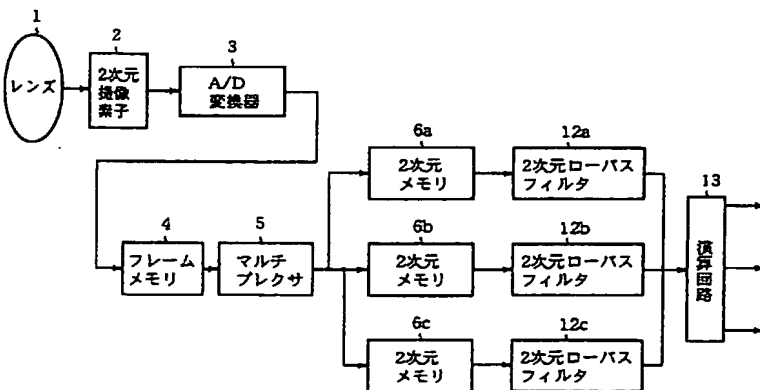 1
レンズ
2
2次元
撮像
素子
3
A/D
変換器
4
フレーム
メモリ
5
マルチ
プレクサ
6a
2次元
メモリ
12a
2次元ローパス
フィルタ
6b
2次元
メモリ
12b
2次元ローパス
フィルタ
6c
2次元
メモリ
12c
2次元ローパス
フィルタ
13
演算回路